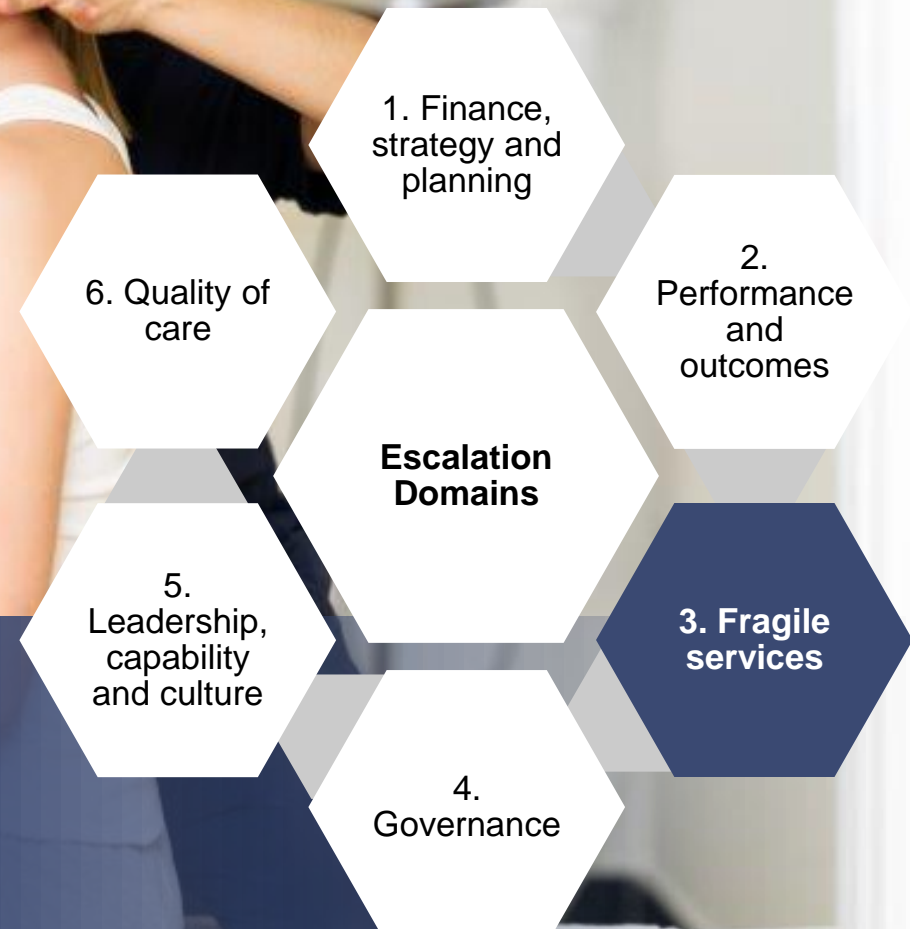 1. Finance,
strategy and
planning
2.
Performance
and
outcomes
3. Fragile
services
4.
Governance
5.
Leadership,
capability
and culture
6. Quality of
care
Escalation
Domains